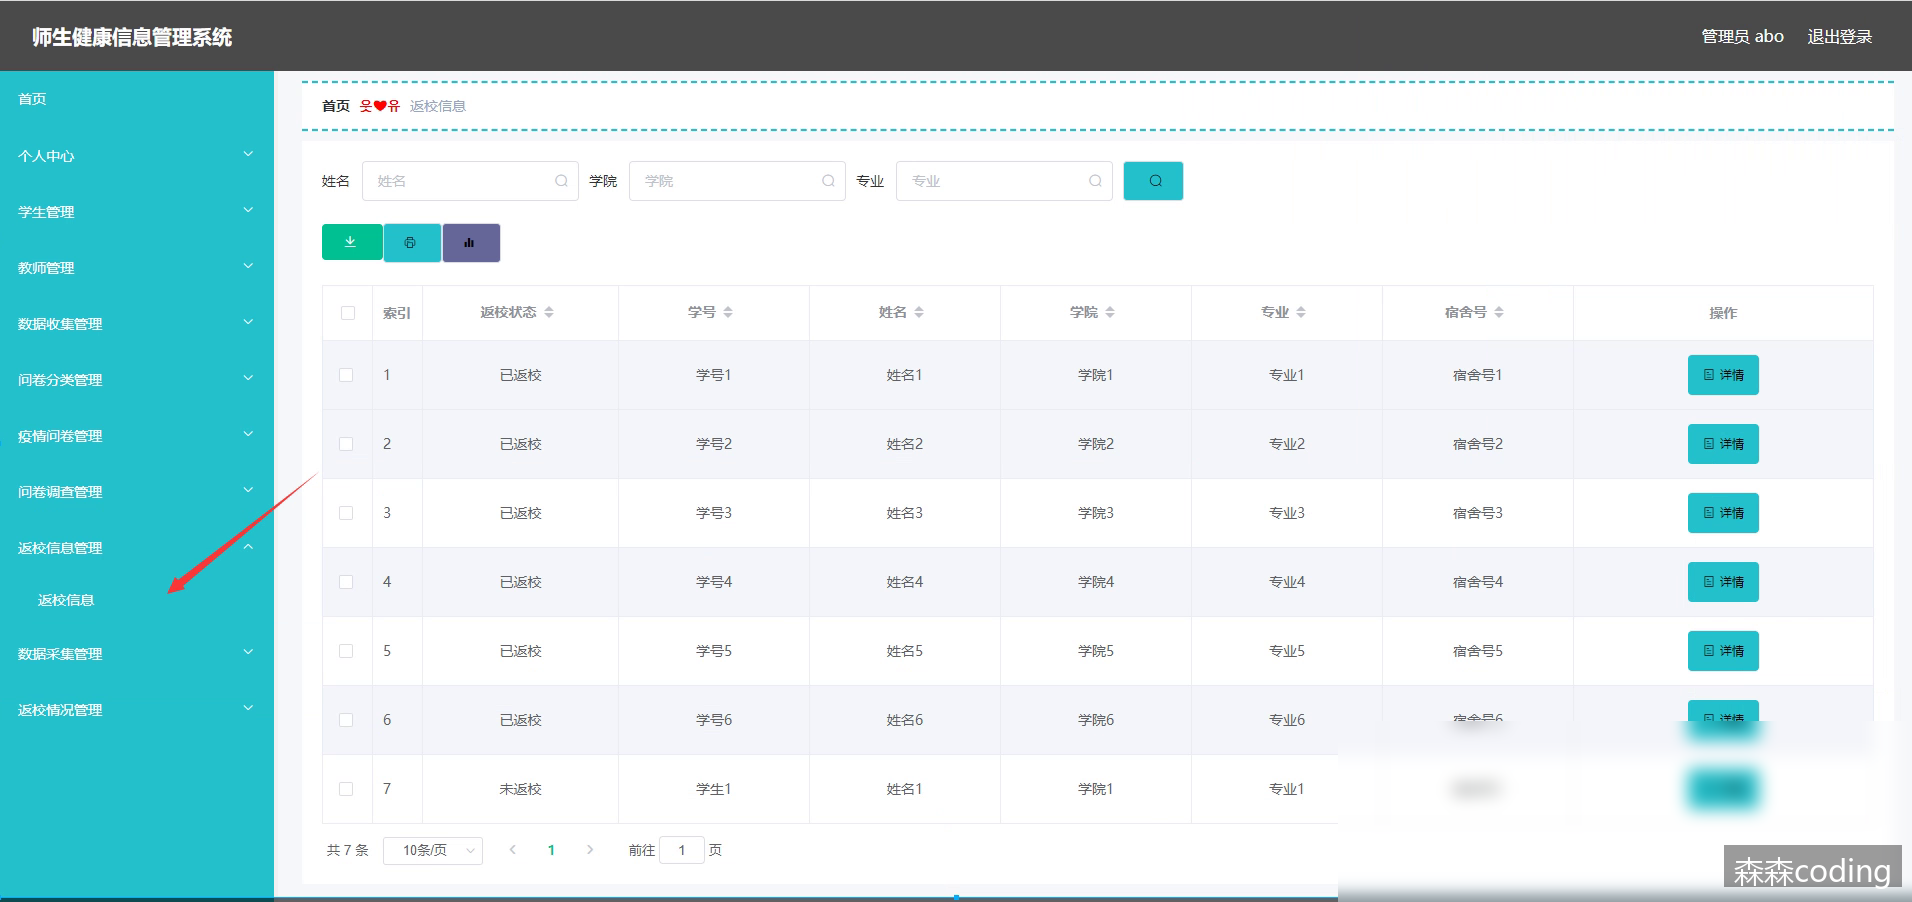 师生健康信息管理系统
管理员 abo 退出登录
首页
个人中心
学生管理
教师管理
数据收集管理
问卷分类管理
疫情问卷管理
问卷调查管理
返校信息管理
返校信息
数据采集管理
返校情况管理
首页 웃❤유 返校信息
姓名 姓名 学院 学院 专业 专业
索引 返校状态 学号 姓名 学院 专业 宿舍号 操作
1 已返校 学号1 姓名1 学院1 专业1 宿舍号1 详情
2 已返校 学号2 姓名2 学院2 专业2 宿舍号2 详情
3 已返校 学号3 姓名3 学院3 专业3 宿舍号3 详情
4 已返校 学号4 姓名4 学院4 专业4 宿舍号4 详情
5 已返校 学号5 姓名5 学院5 专业5 宿舍号5 详情
6 已返校 学号6 姓名6 学院6 专业6 宿舍号6 详情
7 未返校 学生1 姓名1 学院1 专业1
共 7 条 10条/页 1 前往 1 页
森森coding